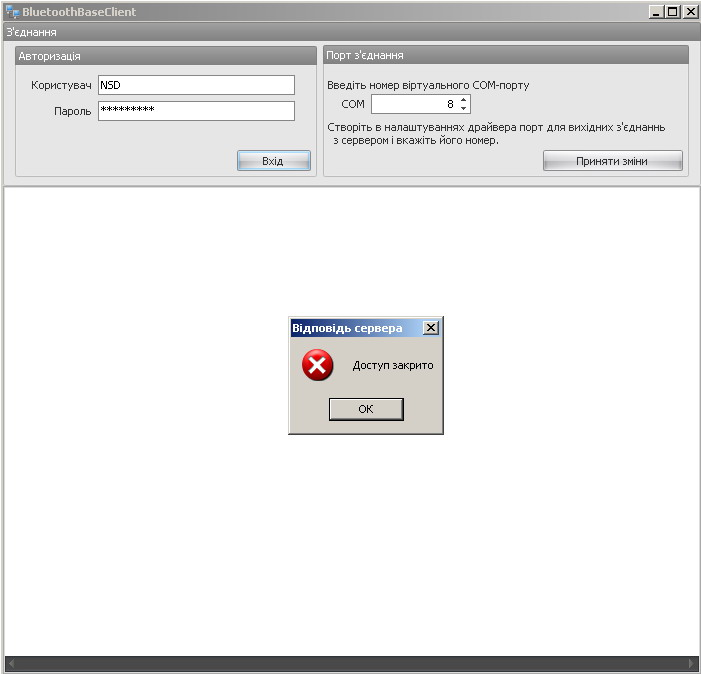 BluetoothBaseClient
З'єднання
Авторизація
Користувач NSD
Пароль *********
Вхід
Порт з'єднання
Введіть номер віртуального COM-порту
COM 8
Створіть в налаштуваннях драйвера порт для вихідних з'єднаннь
з сервером і вкажіть його номер.
Приняти зміни
Відповідь сервера
Доступ закрито
OK